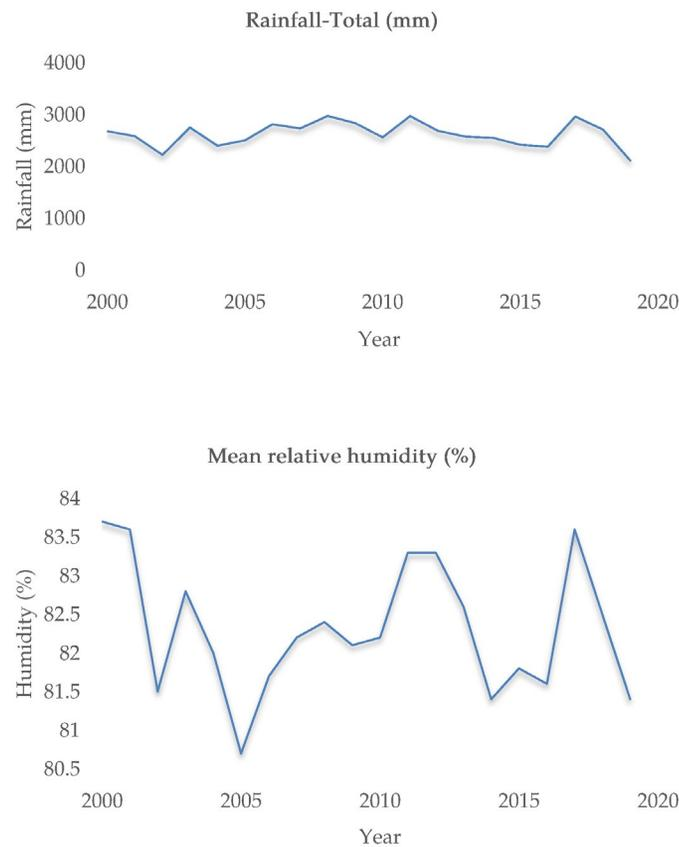 Rainfall-Total (mm)
4000
3000
2000
1000
0
Rainfall (mm)
2000 2005 2010 2015 2020
Year
Mean relative humidity (%)
84
83.5
83
82.5
82
81.5
81
80.5
Humidity (%)
2000 2005 2010 2015 2020
Year